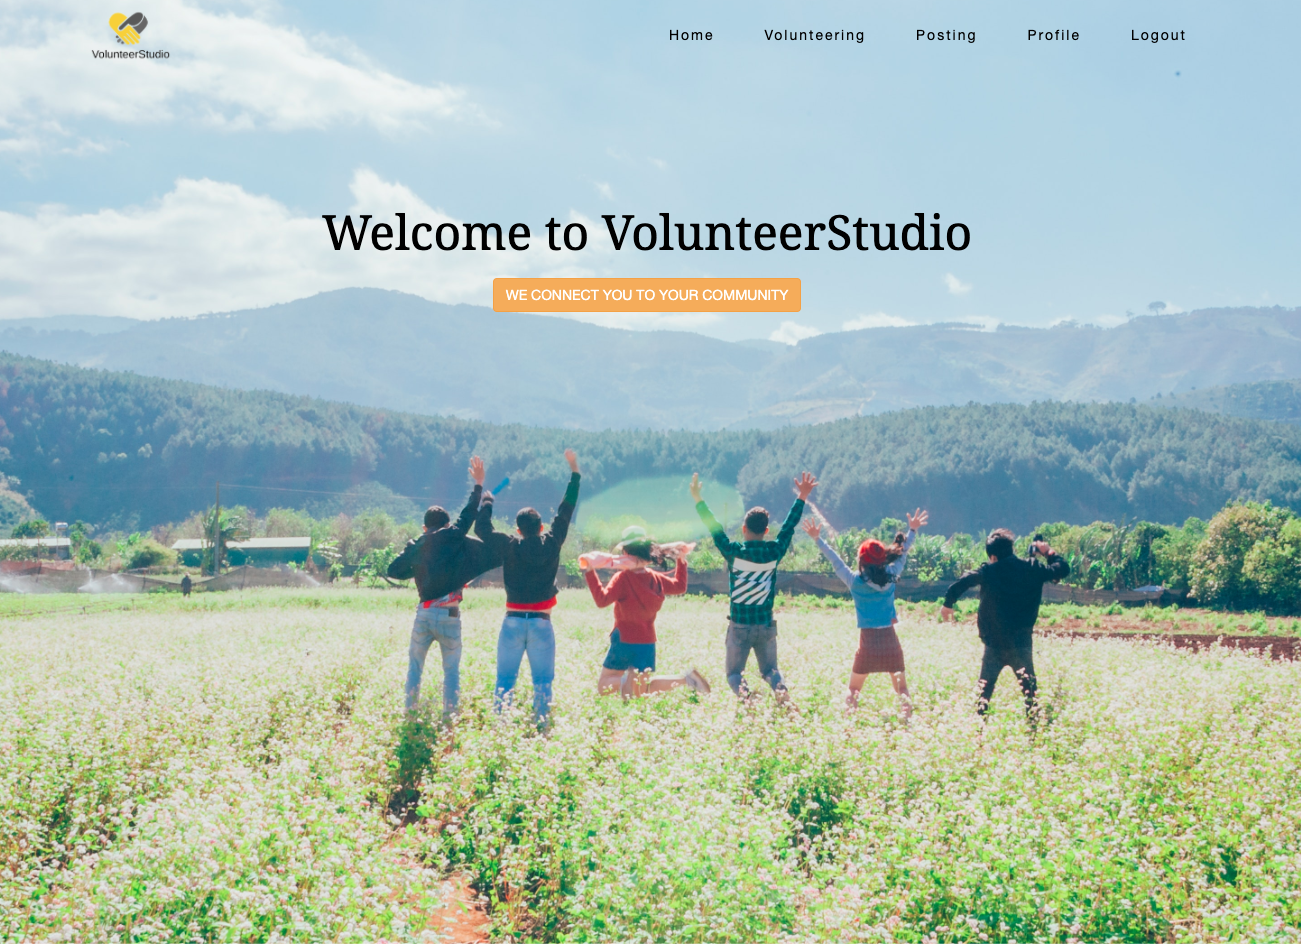 VolunteerStudio
Home Volunteering Posting Profile Logout
Welcome to VolunteerStudio
WE CONNECT YOU TO YOUR COMMUNITY